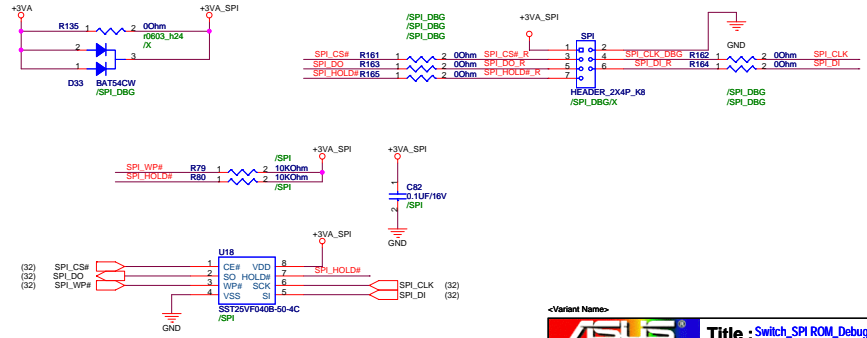 +3VA
+3VA_SPI
R135 1 2 0Ohm
r0603_h24
/X
2
1
3
D33 BAT54CW
/SPI_DBG
/SPI_DBG
/SPI_DBG
/SPI_DBG
SPI_CS# R161 1 2 0Ohm SPI_CS#_R
SPI_DO R163 1 2 0Ohm SPI_DO_R
SPI_HOLD# R165 1 2 0Ohm SPI_HOLD#_R
+3VA_SPI
SPI
1 2
3 4
5 6
7
HEADER_2X4P_K8
/SPI_DBG/X
GND
SPI_CLK_DBG R162 1 2 0Ohm SPI_CLK
SPI_DI_R R164 1 2 0Ohm SPI_DI
/SPI_DBG
/SPI_DBG
+3VA_SPI
/SPI
SPI_WP# R79 1 2 10KOhm
SPI_HOLD# R80 1 2 10KOhm
/SPI
+3VA_SPI
1
C82
0.1UF/16V
/SPI
2
GND
+3VA_SPI
U18
(32) SPI_CS# 1 CE# VDD 8
(32) SPI_DO 2 SO HOLD# 7 SPI_HOLD#
(32) SPI_WP# 3 WP# SCK 6 SPI_CLK (32)
4 VSS SI 5 SPI_DI (32)
SST25VF040B-50-4C
/SPI
GND
<Variant Name>
ASUS ®
Title : Switch_SPI ROM_Debug